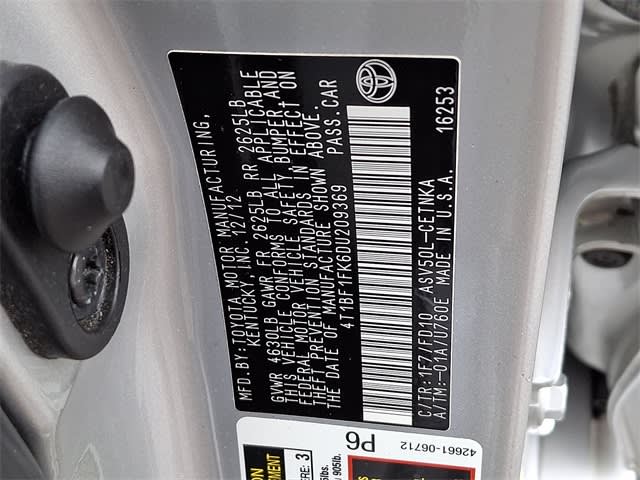 MFD.BY: TOYOTA MOTOR MANUFACTURING,
KENTUCKY, INC. 12/12
GVWR 4630LB GAWR FR 2625LB RR 2625LB
THIS VEHICLE CONFORMS TO ALL APPLICABLE
FEDERAL MOTOR VEHICLE SAFETY, BUMPER, AND
THEFT PREVENTION STANDARDS IN EFFECT ON
THE DATE OF MANUFACTURE SHOWN ABOVE.
4T1BF1FK6DU209369 PASS.CAR
C/TR:1F7/FD10 ASV50L-CETNKA
A/TM:-01A/U760E MADE IN U.S.A. 16253
42661-06712
P6
ERE: 3